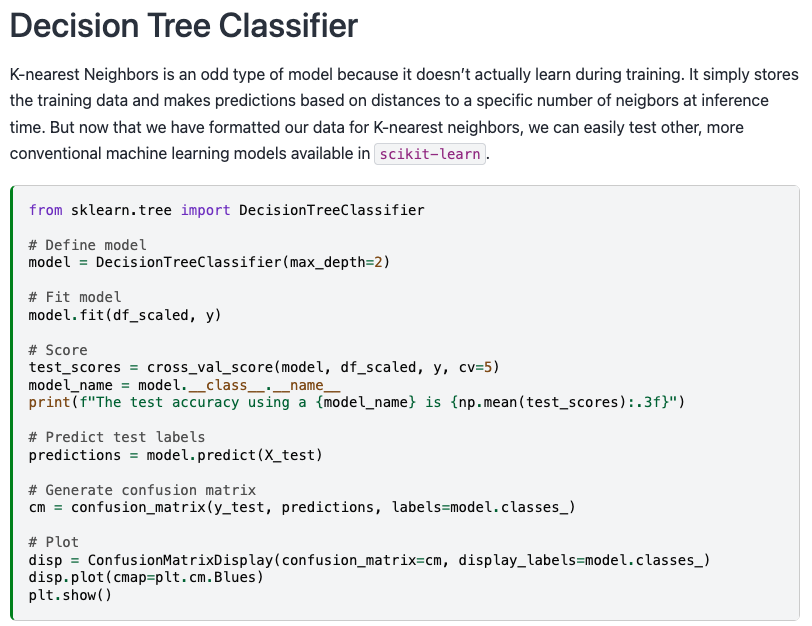 Decision Tree Classifier
K-nearest Neighbors is an odd type of model because it doesn’t actually learn during training. It simply stores
the training data and makes predictions based on distances to a specific number of neigbors at inference
time. But now that we have formatted our data for K-nearest neighbors, we can easily test other, more
conventional machine learning models available in scikit-learn.
from sklearn.tree import DecisionTreeClassifier

# Define model
model = DecisionTreeClassifier(max_depth=2)

# Fit model
model.fit(df_scaled, y)

# Score
test_scores = cross_val_score(model, df_scaled, y, cv=5)
model_name = model.__class__.__name__
print(f"The test accuracy using a {model_name} is {np.mean(test_scores):.3f}")

# Predict test labels
predictions = model.predict(X_test)

# Generate confusion matrix
cm = confusion_matrix(y_test, predictions, labels=model.classes_)

# Plot
disp = ConfusionMatrixDisplay(confusion_matrix=cm, display_labels=model.classes_)
disp.plot(cmap=plt.cm.Blues)
plt.show()